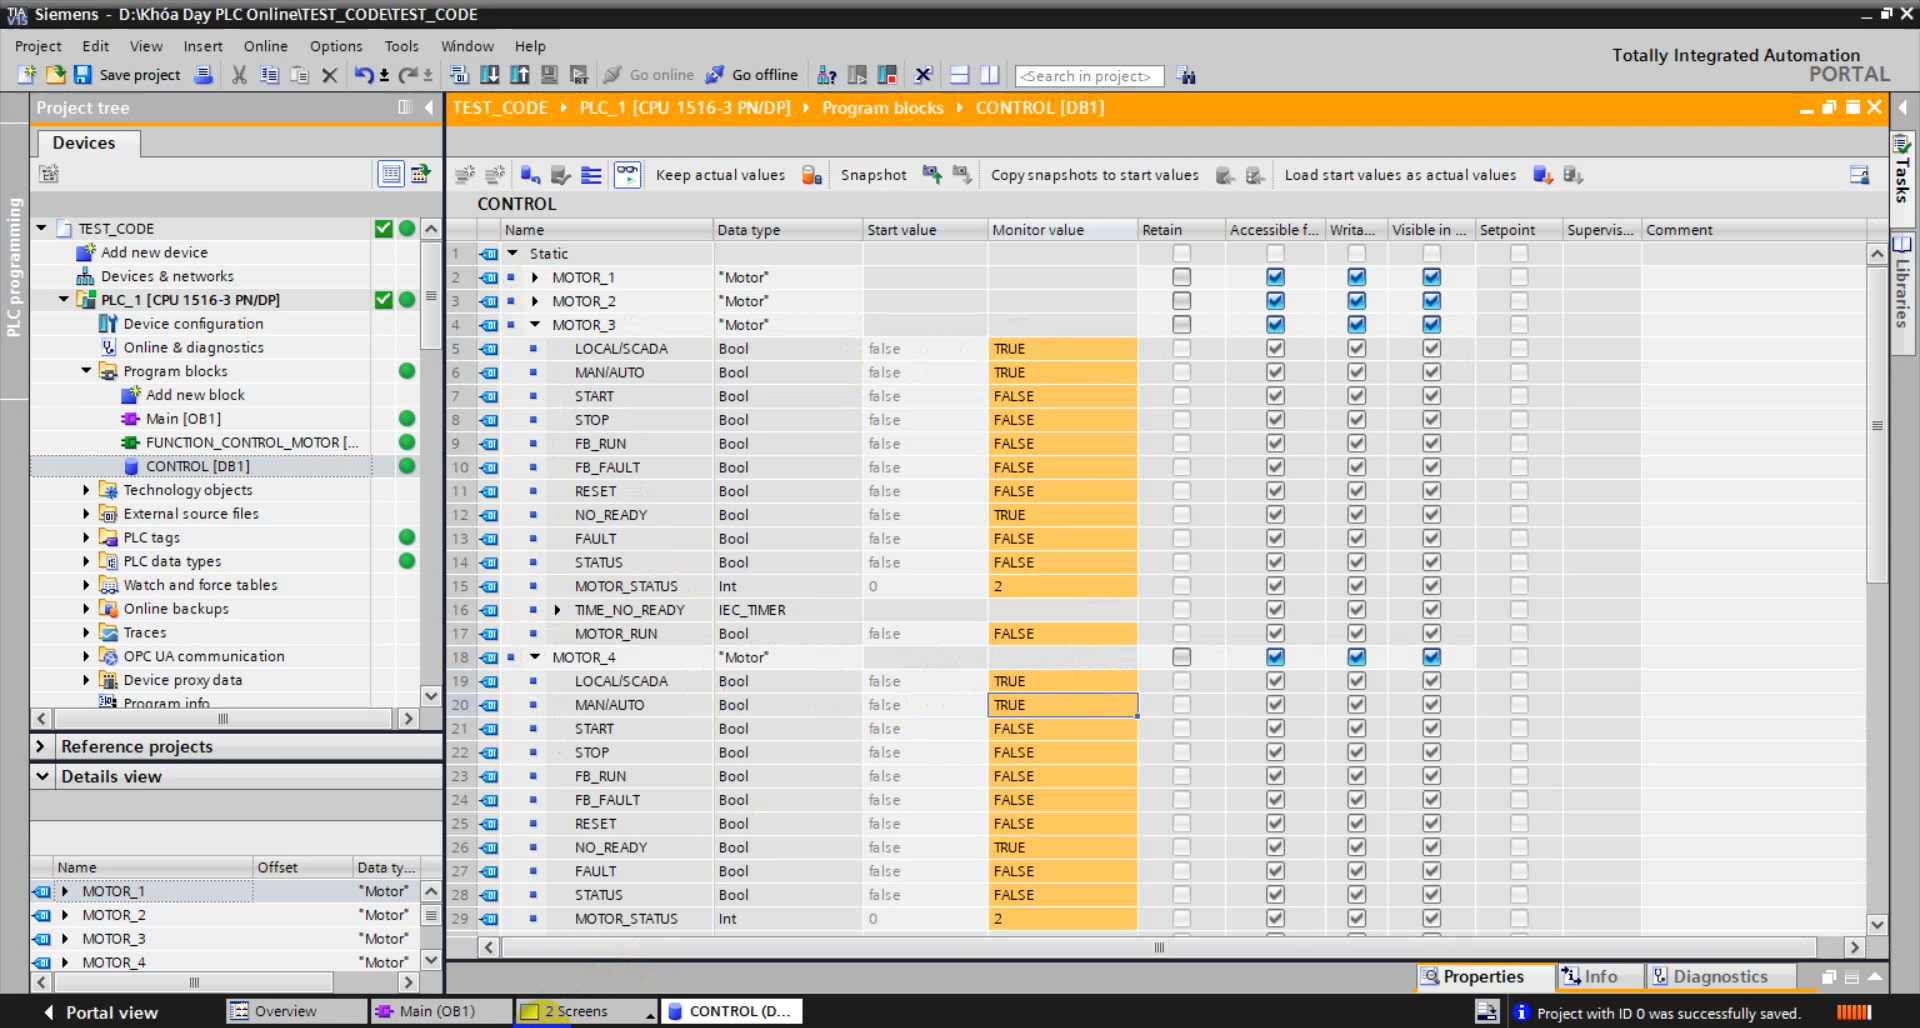 TIA V15 Siemens - D:\Khóa Dạy PLC Online\TEST_CODE\TEST_CODE
Project Edit View Insert Online Options Tools Window Help
Totally Integrated Automation
PORTAL
Save project Go online Go offline <Search in project>
Project tree
TEST_CODE PLC_1 [CPU 1516-3 PN/DP] Program blocks CONTROL [DB1]
Devices
Keep actual values Snapshot Copy snapshots to start values Load start values as actual values
CONTROL
PLC programming
Tasks
Libraries
TEST_CODE
Add new device
Devices & networks
PLC_1 [CPU 1516-3 PN/DP]
Device configuration
Online & diagnostics
Program blocks
Add new block
Main [OB1]
FUNCTION_CONTROL_MOTOR [...
CONTROL [DB1]
Technology objects
External source files
PLC tags
PLC data types
Watch and force tables
Online backups
Traces
OPC UA communication
Device proxy data
Program info
Reference projects
Details view
Name Offset Data ty...
MOTOR_1 "Motor"
MOTOR_2 "Motor"
MOTOR_3 "Motor"
MOTOR_4 "Motor"
Name Data type Start value Monitor value Retain Accessible f... Writa... Visible in ... Setpoint Supervis... Comment
1 Static
2 MOTOR_1 "Motor"
3 MOTOR_2 "Motor"
4 MOTOR_3 "Motor"
5 LOCAL/SCADA Bool false TRUE
6 MAN/AUTO Bool false TRUE
7 START Bool false FALSE
8 STOP Bool false FALSE
9 FB_RUN Bool false FALSE
10 FB_FAULT Bool false FALSE
11 RESET Bool false FALSE
12 NO_READY Bool false TRUE
13 FAULT Bool false FALSE
14 STATUS Bool false FALSE
15 MOTOR_STATUS Int 0 2
16 TIME_NO_READY IEC_TIMER
17 MOTOR_RUN Bool false FALSE
18 MOTOR_4 "Motor"
19 LOCAL/SCADA Bool false TRUE
20 MAN/AUTO Bool false TRUE
21 START Bool false FALSE
22 STOP Bool false FALSE
23 FB_RUN Bool false FALSE
24 FB_FAULT Bool false FALSE
25 RESET Bool false FALSE
26 NO_READY Bool false TRUE
27 FAULT Bool false FALSE
28 STATUS Bool false FALSE
29 MOTOR_STATUS Int 0 2
Properties Info Diagnostics
Portal view Overview Main (OB1) 2 Screens CONTROL (D... Project with ID 0 was successfully saved.